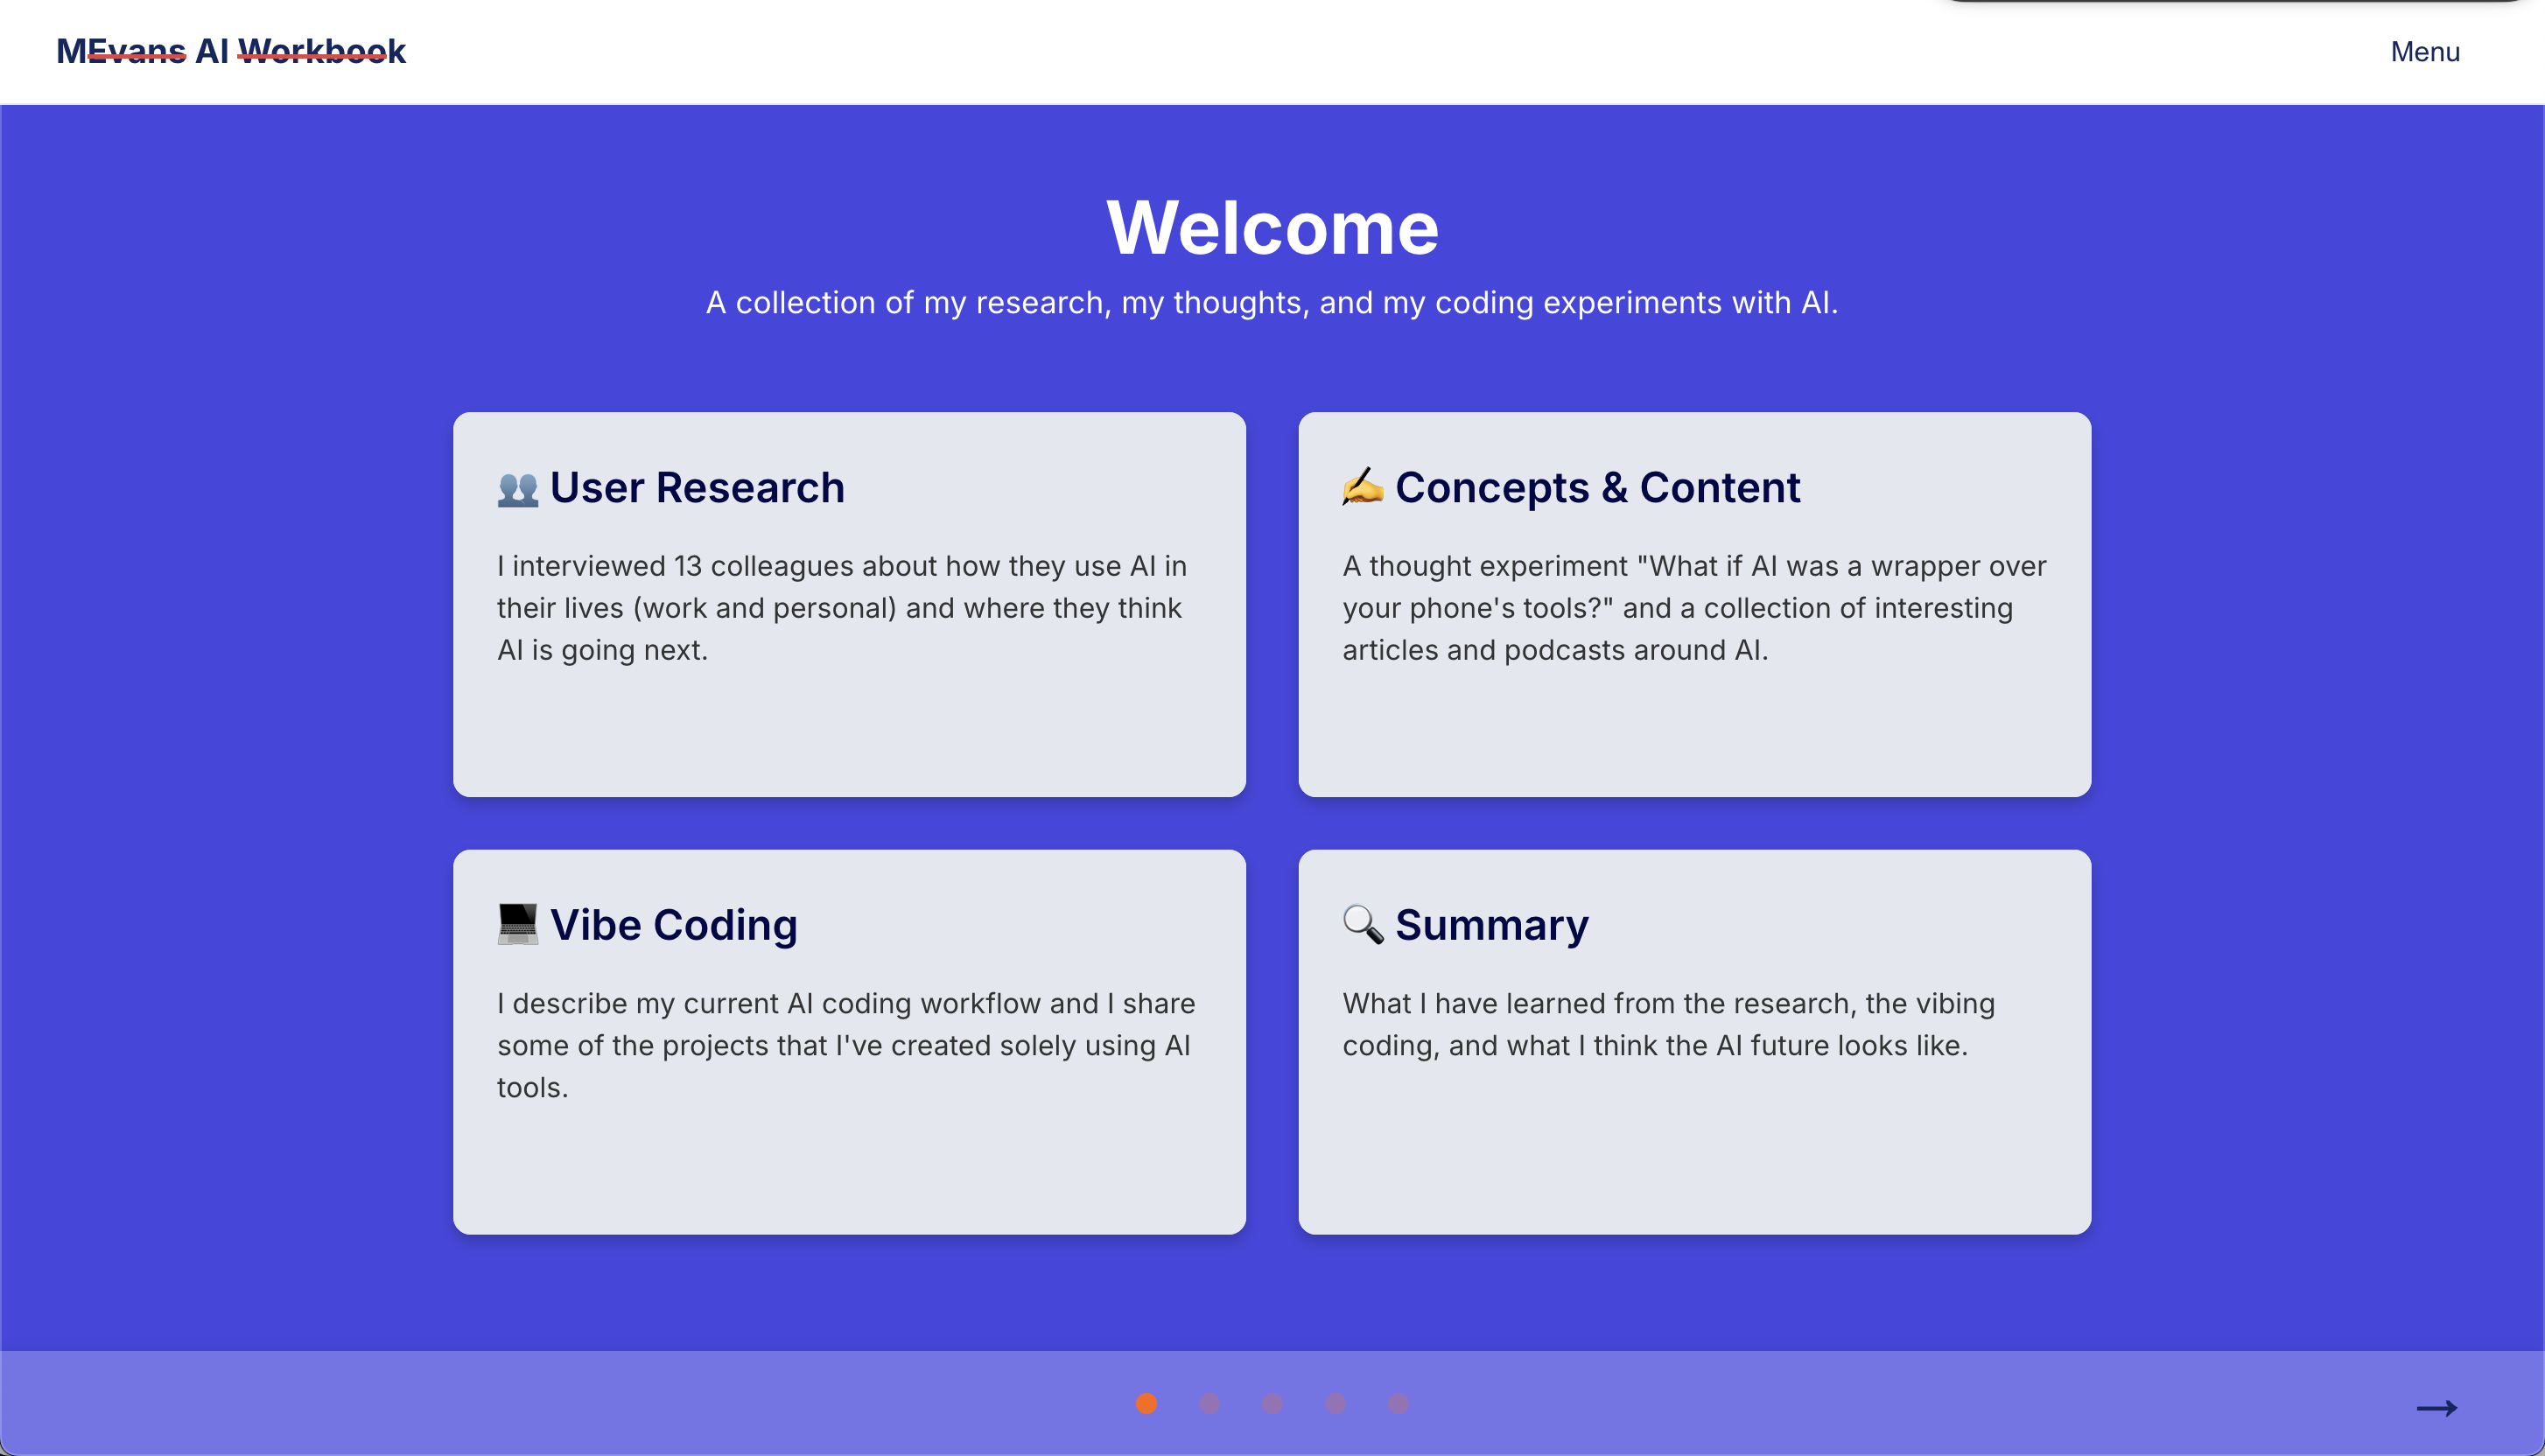 MEvans AI Workbook
Menu
Welcome
A collection of my research, my thoughts, and my coding experiments with AI.
User Research
I interviewed 13 colleagues about how they use AI in
their lives (work and personal) and where they think
AI is going next.
Concepts & Content
A thought experiment "What if AI was a wrapper over
your phone's tools?" and a collection of interesting
articles and podcasts around AI.
Vibe Coding
I describe my current AI coding workflow and I share
some of the projects that I've created solely using AI
tools.
Summary
What I have learned from the research, the vibing
coding, and what I think the AI future looks like.